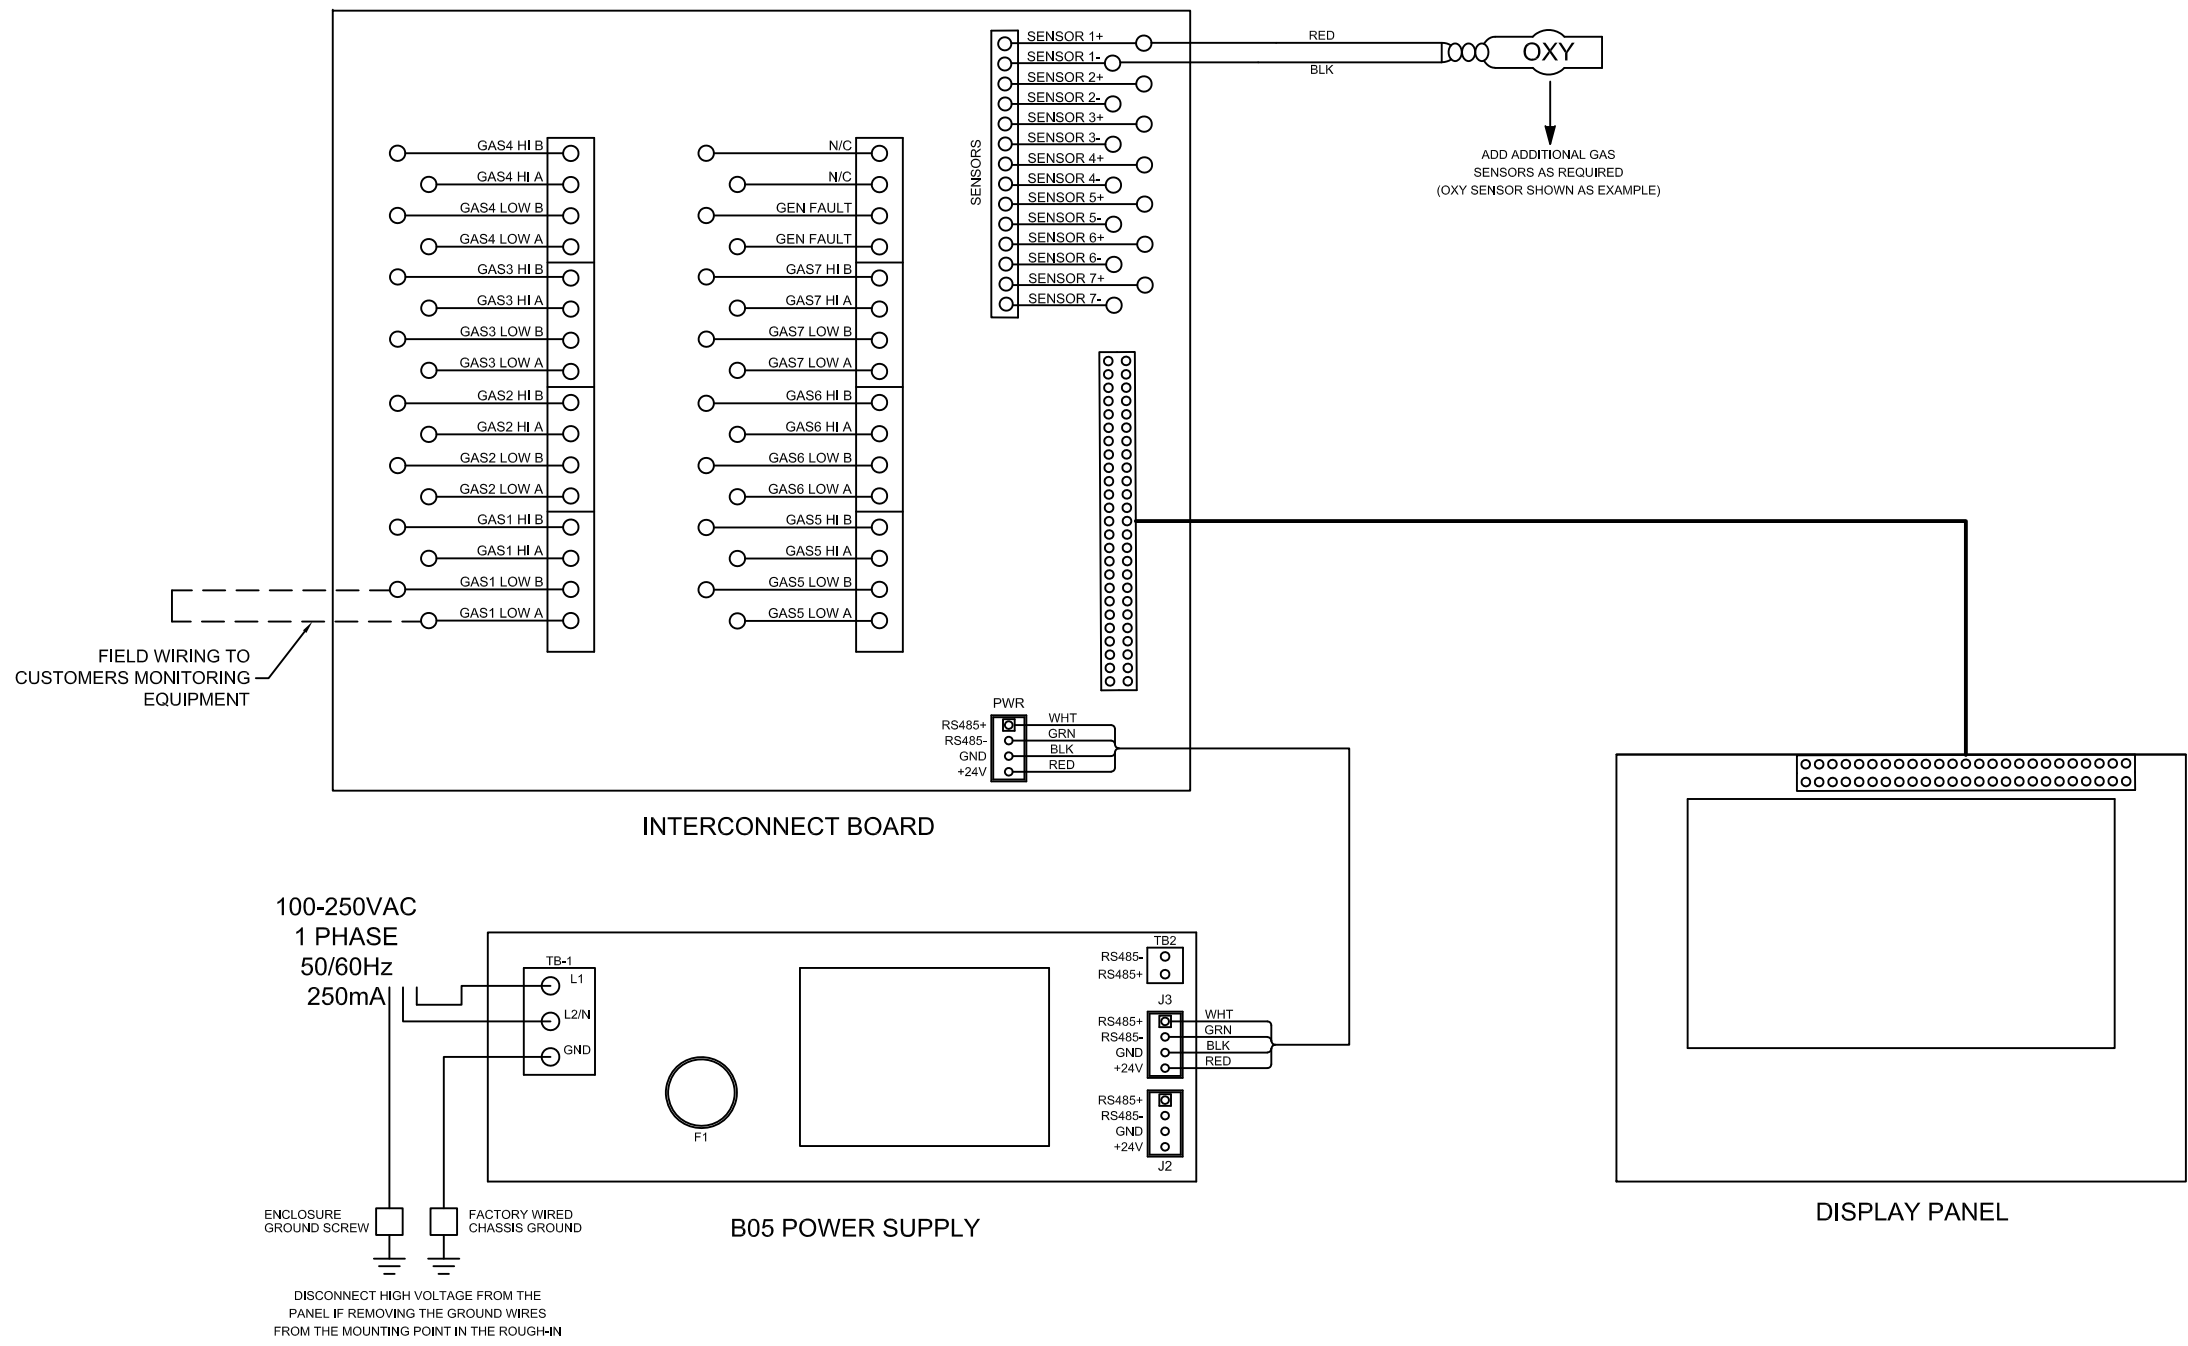 SENSOR 1+
SENSOR 1-
SENSOR 2+
SENSOR 2-
SENSOR 3+
SENSOR 3-
SENSOR 4+
SENSOR 4-
SENSOR 5+
SENSOR 5-
SENSOR 6+
SENSOR 6-
SENSOR 7+
SENSOR 7-
SENSORS
RED
BLK
OXY
ADD ADDITIONAL GAS
SENSORS AS REQUIRED
(OXY SENSOR SHOWN AS EXAMPLE)
GAS4 HI B
GAS4 HI A
GAS4 LOW B
GAS4 LOW A
GAS3 HI B
GAS3 HI A
GAS3 LOW B
GAS3 LOW A
GAS2 HI B
GAS2 HI A
GAS2 LOW B
GAS2 LOW A
GAS1 HI B
GAS1 HI A
GAS1 LOW B
GAS1 LOW A
N/C
N/C
GEN FAULT
GEN FAULT
GAS7 HI B
GAS7 HI A
GAS7 LOW B
GAS7 LOW A
GAS6 HI B
GAS6 HI A
GAS6 LOW B
GAS6 LOW A
GAS5 HI B
GAS5 HI A
GAS5 LOW B
GAS5 LOW A
FIELD WIRING TO
CUSTOMERS MONITORING
EQUIPMENT
PWR
RS485+
RS485-
GND
+24V
WHT
GRN
BLK
RED
INTERCONNECT BOARD
100-250VAC
1 PHASE
50/60Hz
250mA
TB-1
L1
L2/N
GND
F1
TB2
RS485-
RS485+
J3
RS485+
RS485-
GND
+24V
WHT
GRN
BLK
RED
RS485+
RS485-
GND
+24V
J2
ENCLOSURE
GROUND SCREW
FACTORY WIRED
CHASSIS GROUND
B05 POWER SUPPLY
DISPLAY PANEL
DISCONNECT HIGH VOLTAGE FROM THE
PANEL IF REMOVING THE GROUND WIRES
FROM THE MOUNTING POINT IN THE ROUGH-IN